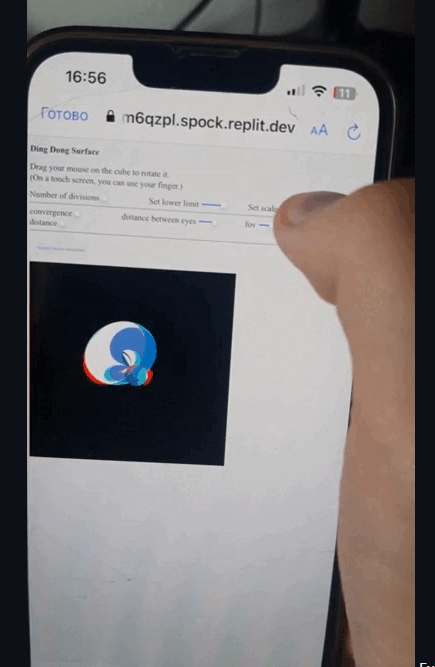 16:56
11
Готово m6qzpl.spock.replit.dev AA
Ding Dong Surface
Drag your mouse on the cube to rotate it.
(On a touch screen, you can use your finger.)
Number of divisions Set lower limit Set scale
convergence distance between eyes fov
distance